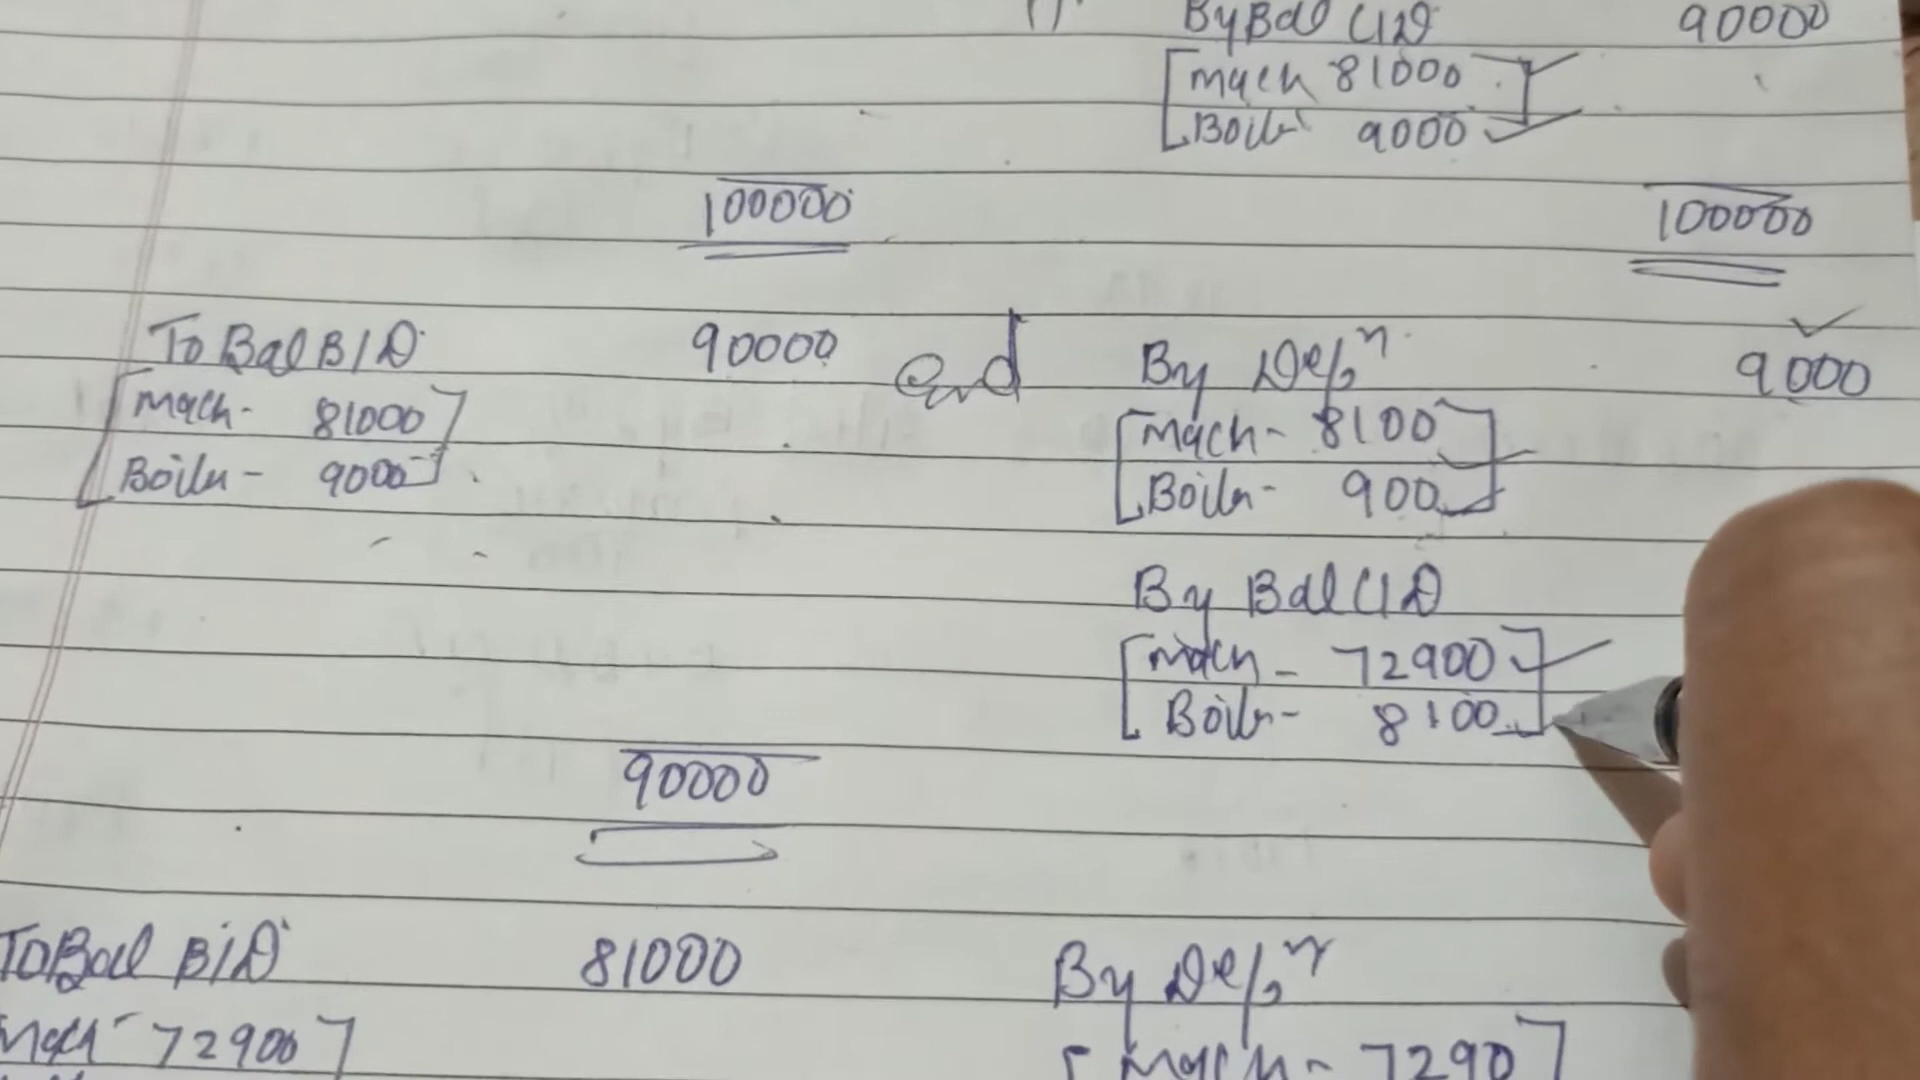 By Bal C/D 90000
Mach 81000
Boiler 9000
100000 100000
To Bal B/D 90000 2nd By Depn 9000
Mach- 81000 Mach- 8100
Boiler- 9000 Boiler- 900
By Bal C/D
Mach- 72900
Boiler- 8100
90000
To Bal B/D 81000 By Depn
Mach- 72900 Mach- 7290